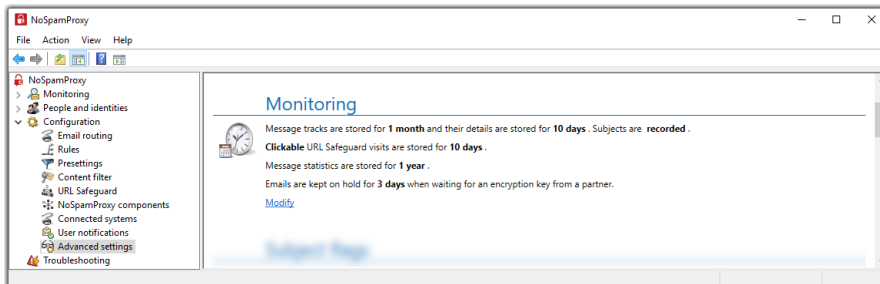 NoSpamProxy
File Action View Help
NoSpamProxy
Monitoring
People and identities
Configuration
Email routing
Rules
Presettings
Content filter
URL Safeguard
NoSpamProxy components
Connected systems
User notifications
Advanced settings
Troubleshooting
Monitoring
Message tracks are stored for 1 month and their details are stored for 10 days . Subjects are recorded .
Clickable URL Safeguard visits are stored for 10 days .
Message statistics are stored for 1 year .
Emails are kept on hold for 3 days when waiting for an encryption key from a partner.
Modify
Subject flags